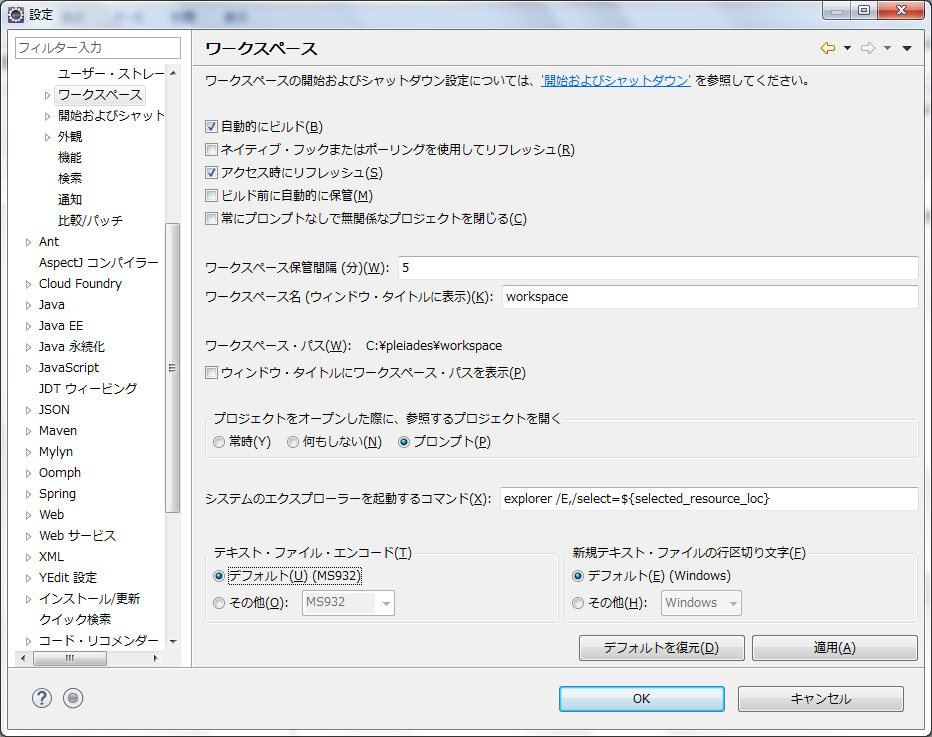 設定
フィルター入力
ユーザー・ストレー
ワークスペース
開始およびシャット
外観
機能
検索
通知
比較/パッチ
Ant
AspectJ コンパイラー
Cloud Foundry
Java
Java EE
Java 永続化
JavaScript
JDT ウィービング
JSON
Maven
Mylyn
Oomph
Spring
Web
Web サービス
XML
YEdit 設定
インストール/更新
クイック検索
コード・リコメンダー
ワークスペース
ワークスペースの開始およびシャットダウン設定については、'開始およびシャットダウン' を参照してください。
自動的にビルド(B)
ネイティブ・フックまたはポーリングを使用してリフレッシュ(R)
アクセス時にリフレッシュ(S)
ビルド前に自動的に保管(M)
常にプロンプトなしで無関係なプロジェクトを閉じる(C)
ワークスペース保管間隔 (分)(W): 5
ワークスペース名 (ウィンドウ・タイトルに表示)(K): workspace
ワークスペース・パス(W): C:¥pleiades¥workspace
ウィンドウ・タイトルにワークスペース・パスを表示(P)
プロジェクトをオープンした際に、参照するプロジェクトを開く
常時(Y) 何もしない(N) プロンプト(P)
システムのエクスプローラーを起動するコマンド(X): explorer /E,/select=${selected_resource_loc}
テキスト・ファイル・エンコード(T)
デフォルト(U) (MS932)
その他(O): MS932
新規テキスト・ファイルの行区切り文字(F)
デフォルト(E) (Windows)
その他(H): Windows
デフォルトを復元(D) 適用(A)
OK キャンセル